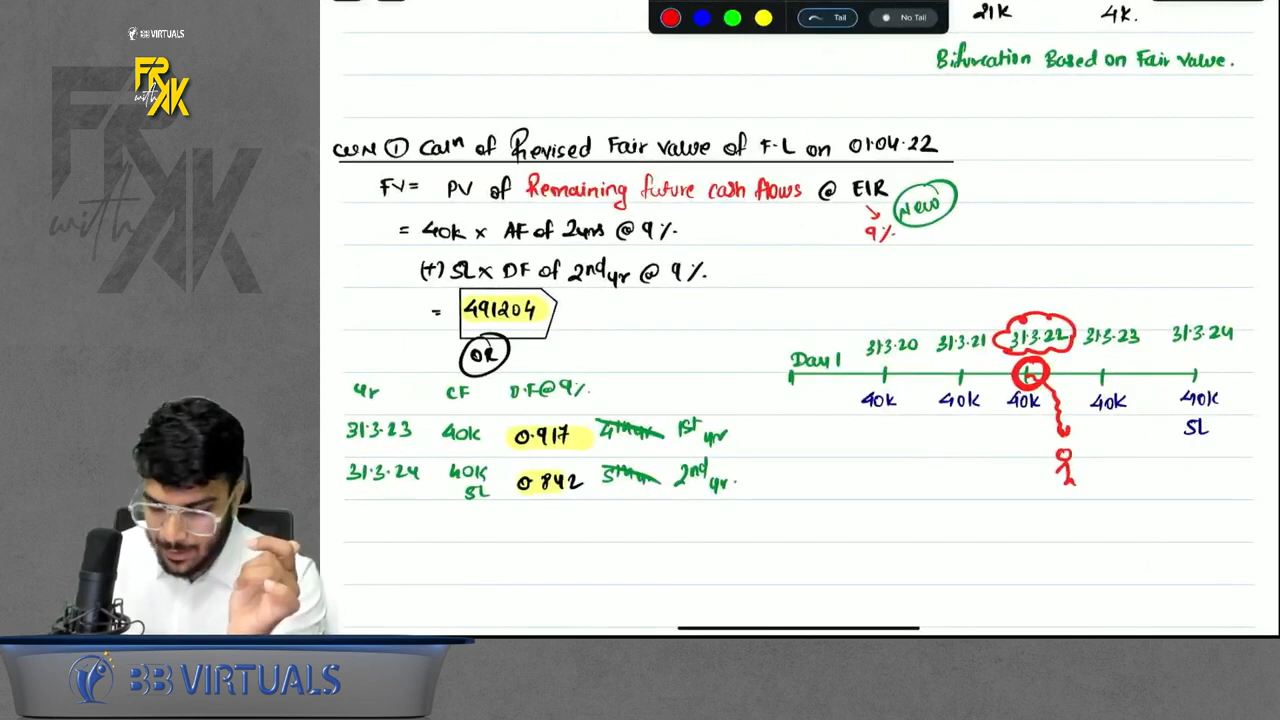 BB VIRTUALS
FR
with
KK
Tail
No Tail
21K 4K.
Bifurcation Based on Fair Value.
① Calⁿ of Revised Fair value of F.L on 01.04.22
FV = PV of Remaining future cash flows @ EIR New
9%
= 40K × AF of 2yrs @ 9%.
(+) SL × DF of 2nd yr @ 9%.
= 491204
OR
yr CF D.F@9%.
31.3.23 40K 0.917 1st yr
31.3.24 40K 0.842 2nd yr.
SL
Day 1 31.3.20 31.3.21 31.3.22 31.3.23 31.3.24
40K 40K 40K 40K 40K
SL
BB VIRTUALS